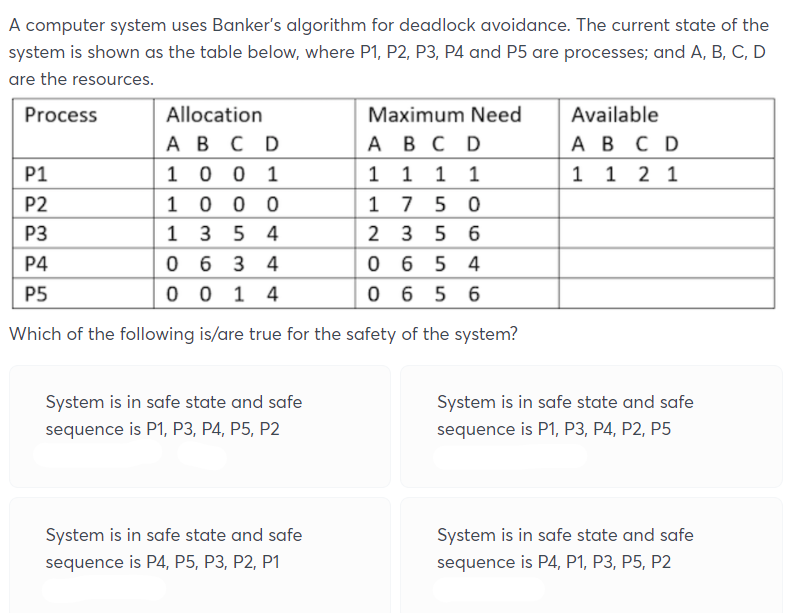 A computer system uses Banker's algorithm for deadlock avoidance. The current state of the
system is shown as the table below, where P1, P2, P3, P4 and P5 are processes; and A, B, C, D
are the resources.
Process Allocation Maximum Need Available
A B C D A B C D A B C D
P1 1 0 0 1 1 1 1 1 1 1 2 1
P2 1 0 0 0 1 7 5 0
P3 1 3 5 4 2 3 5 6
P4 0 6 3 4 0 6 5 4
P5 0 0 1 4 0 6 5 6
Which of the following is/are true for the safety of the system?
System is in safe state and safe
sequence is P1, P3, P4, P5, P2
System is in safe state and safe
sequence is P1, P3, P4, P2, P5
System is in safe state and safe
sequence is P4, P5, P3, P2, P1
System is in safe state and safe
sequence is P4, P1, P3, P5, P2